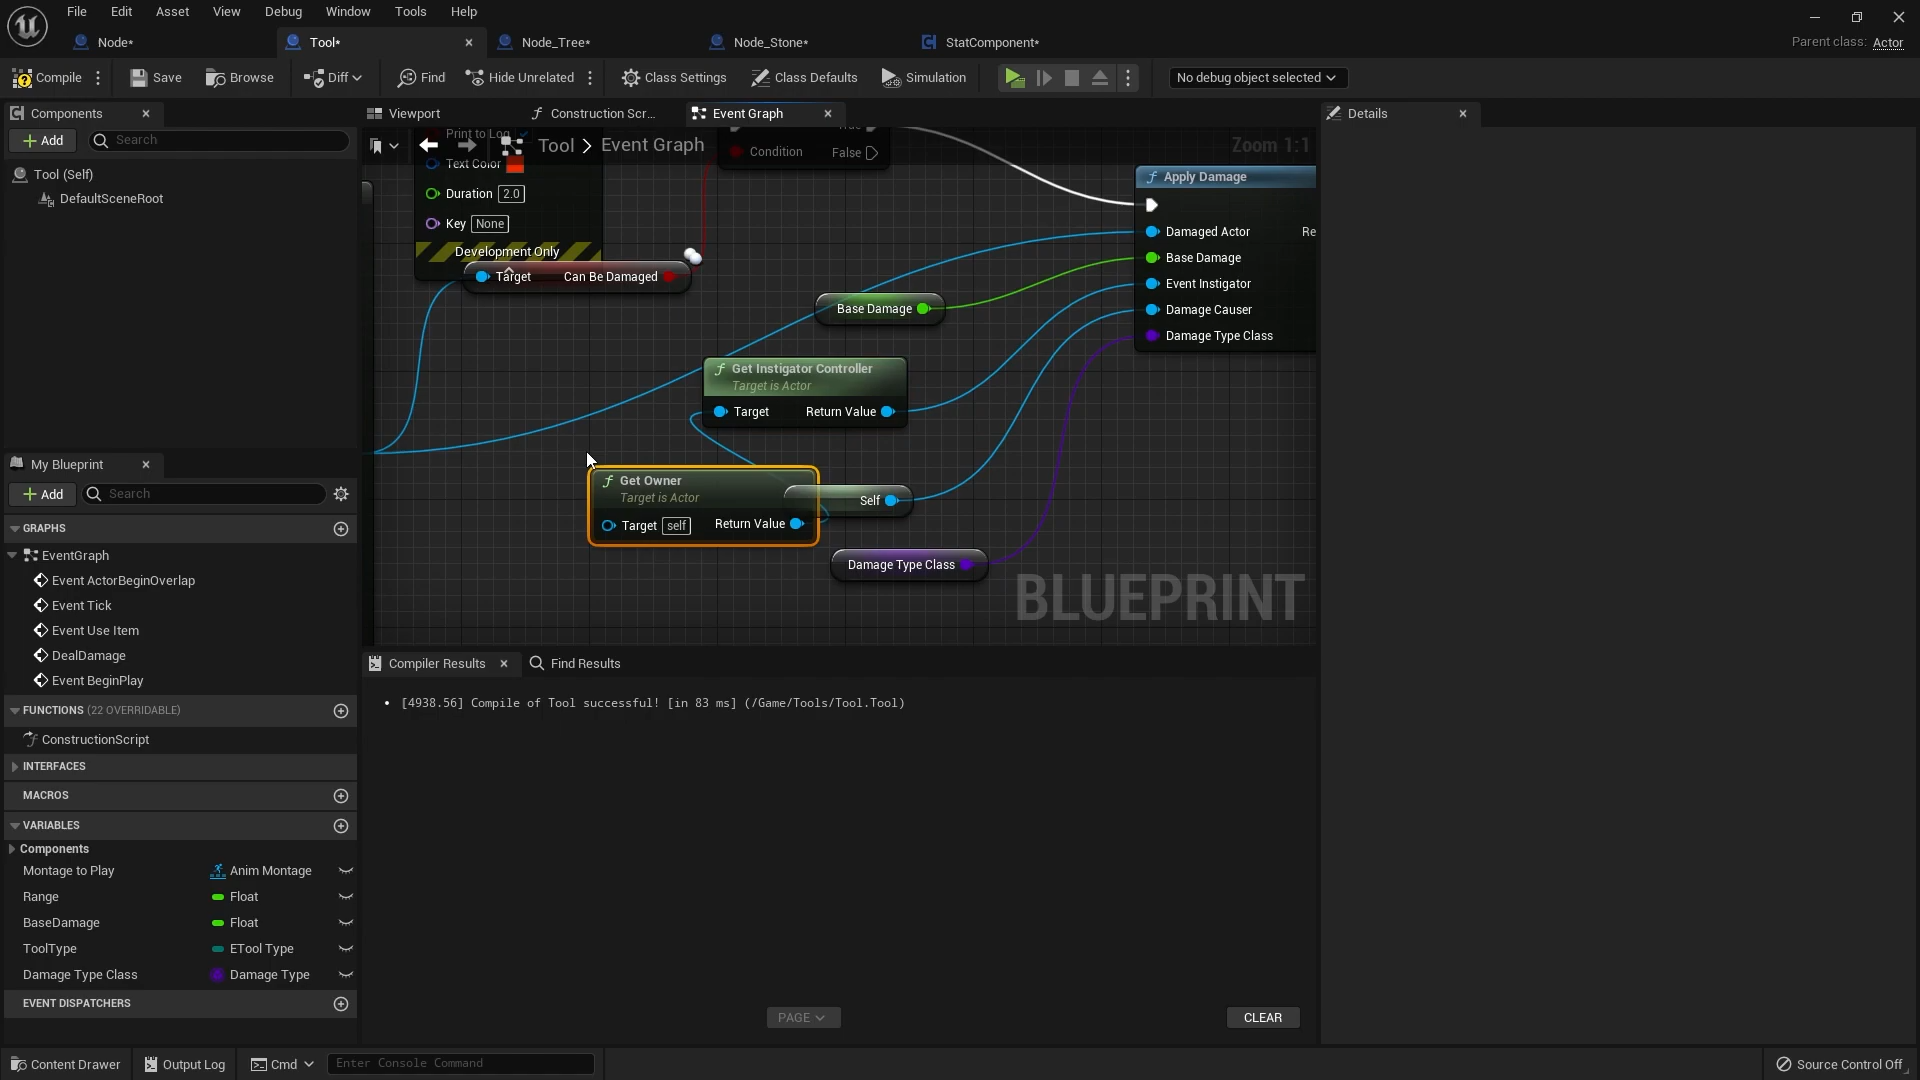 File Edit Asset View Debug Window Tools Help
Node* Tool* Node_Tree* Node_Stone* StatComponent* Parent class: Actor
Compile Save Browse Diff Find Hide Unrelated Class Settings Class Defaults Simulation No debug object selected
Components Viewport Construction Scr... Event Graph Details
+ Add Search
Tool > Event Graph Zoom 1:1
Print to Log
Condition False
Text Color
Tool (Self)
DefaultSceneRoot
Duration 2.0
Key None
Development Only
Target Can Be Damaged
Apply Damage
Damaged Actor Re
Base Damage
Event Instigator
Damage Causer
Damage Type Class
Base Damage
Get Instigator Controller
Target is Actor
Target Return Value
Get Owner
Target is Actor
Target self Return Value
Self
Damage Type Class
BLUEPRINT
My Blueprint
+ Add Search
GRAPHS
EventGraph
Event ActorBeginOverlap
Event Tick
Event Use Item
DealDamage
Event BeginPlay
FUNCTIONS (22 OVERRIDABLE)
ConstructionScript
INTERFACES
MACROS
VARIABLES
Components
Montage to Play Anim Montage
Range Float
BaseDamage Float
ToolType ETool Type
Damage Type Class Damage Type
EVENT DISPATCHERS
Compiler Results Find Results
• [4938.56] Compile of Tool successful! [in 83 ms] (/Game/Tools/Tool.Tool)
PAGE CLEAR
Content Drawer Output Log Cmd Enter Console Command Source Control Off